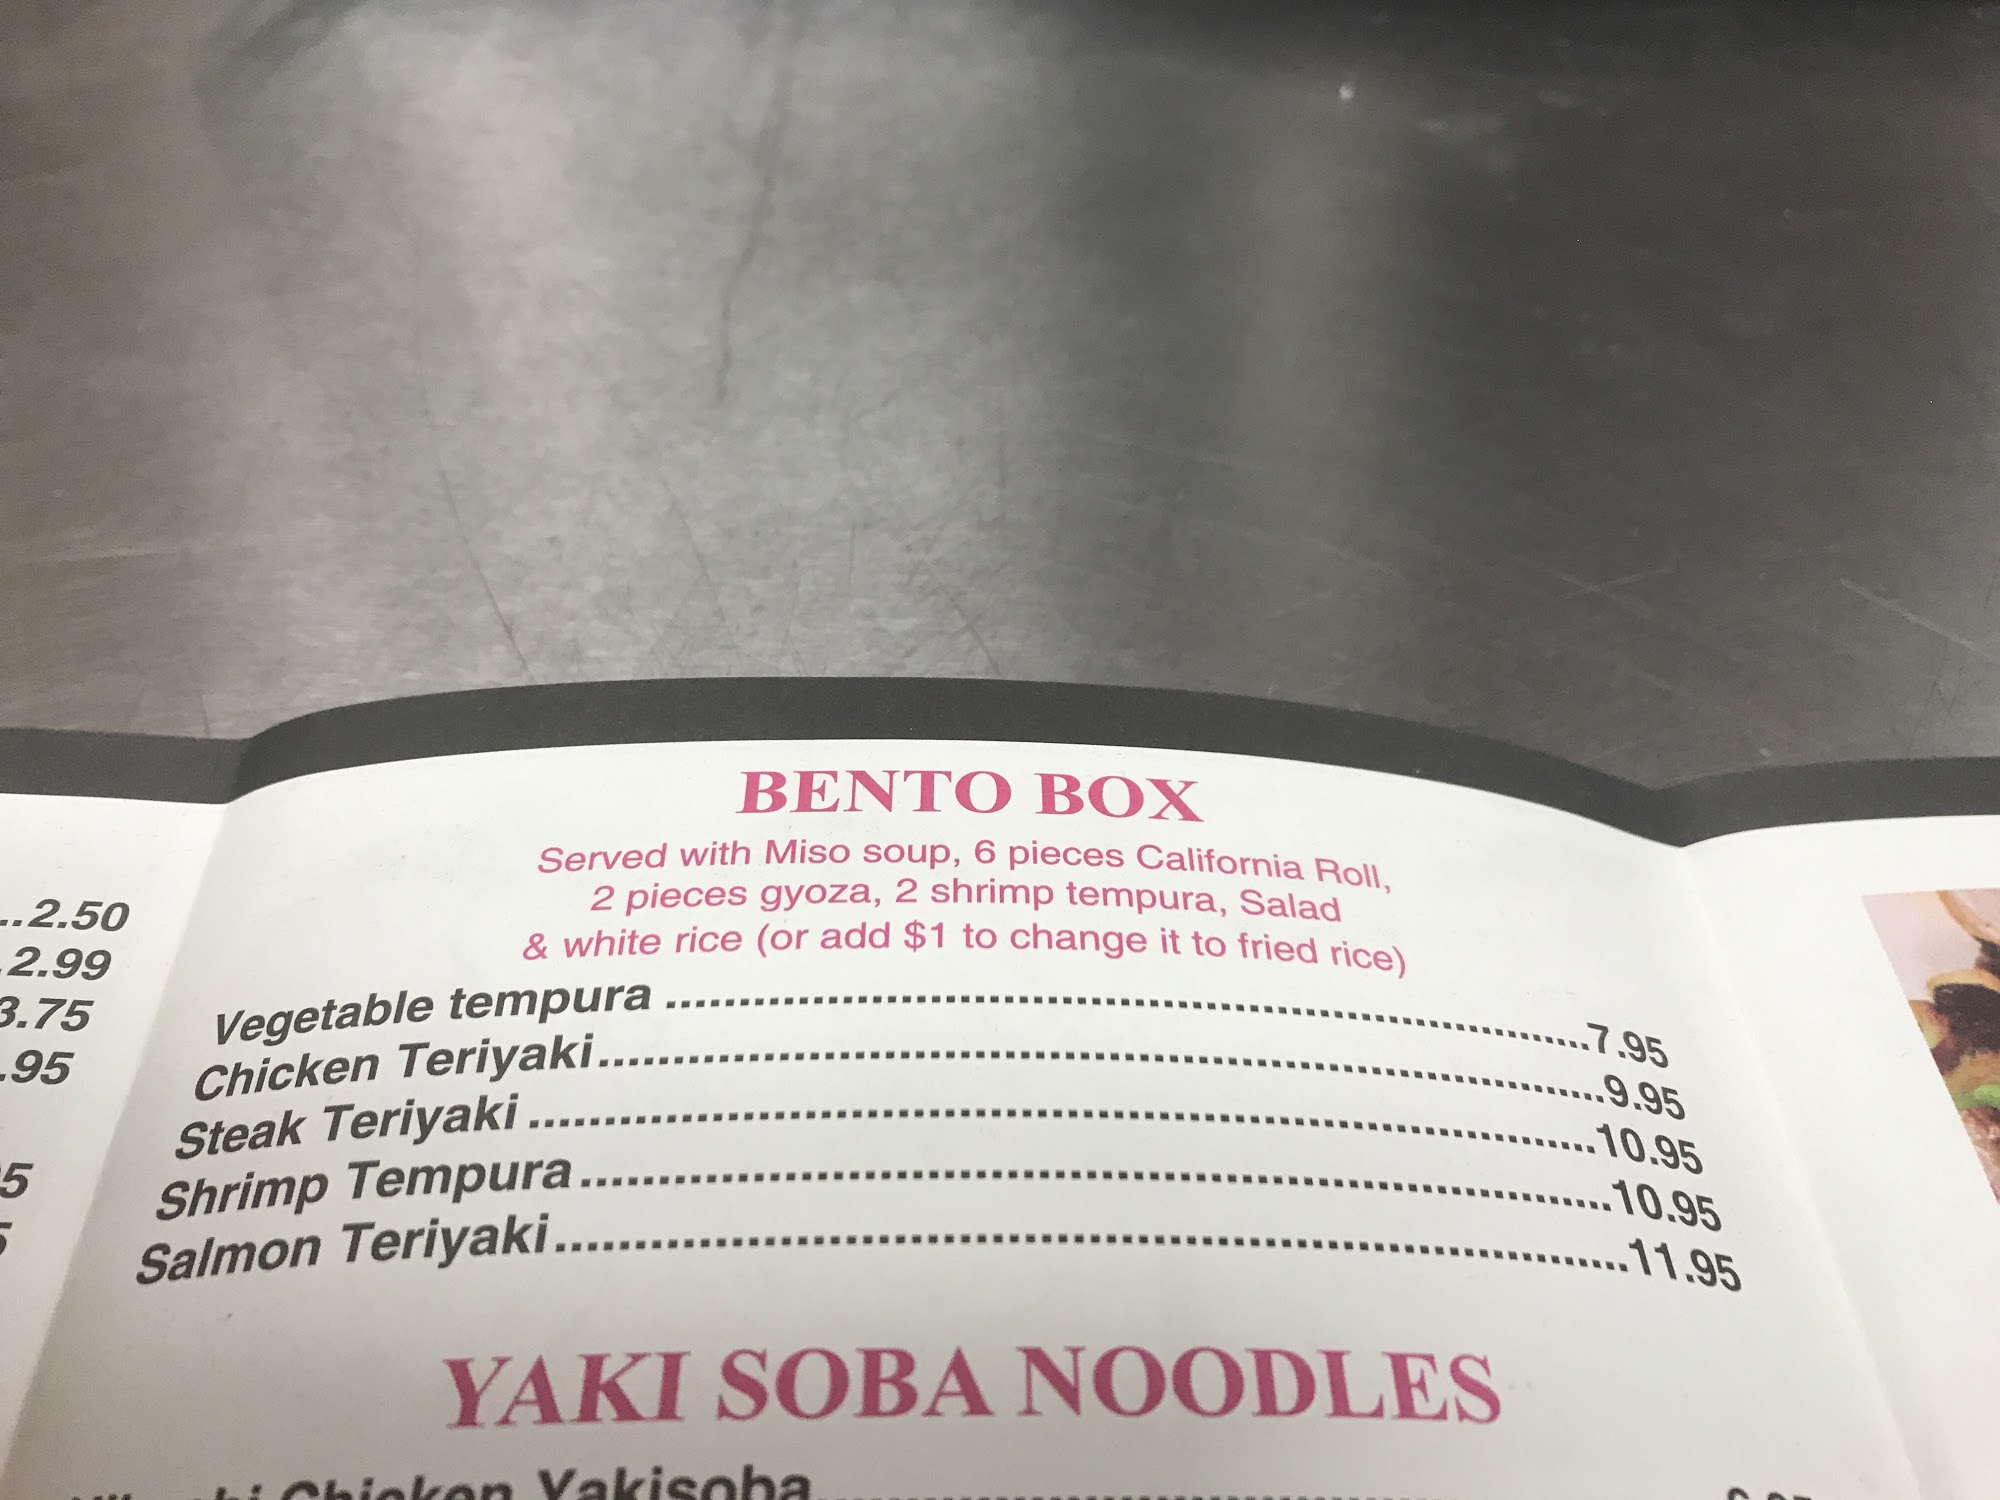 ..2.50
.2.99
3.75
.95
5
BENTO BOX
Served with Miso soup, 6 pieces California Roll,
2 pieces gyoza, 2 shrimp tempura, Salad
& white rice (or add $1 to change it to fried rice)
Vegetable tempura ..........7.95
Chicken Teriyaki..........9.95
Steak Teriyaki ..........10.95
Shrimp Tempura..........10.95
Salmon Teriyaki..........11.95
YAKI SOBA NOODLES
Chicken Yakisoba